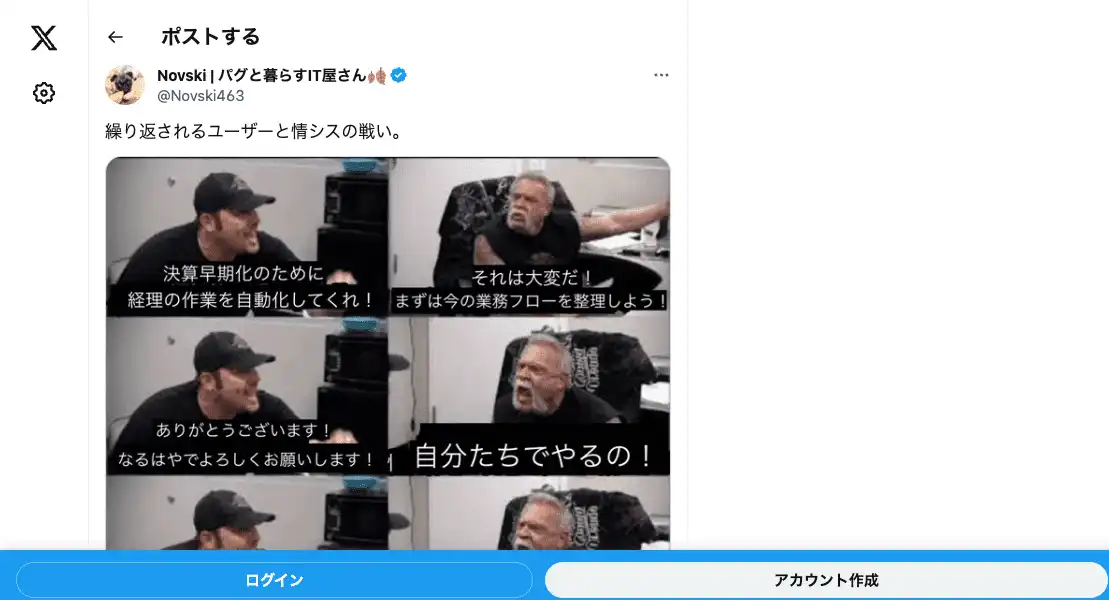 ポストする
Novski | パグと暮らすIT屋さん
@Novski463
繰り返されるユーザーと情シスの戦い。
決算早期化のために
経理の作業を自動化してくれ！
それは大変だ！
まずは今の業務フローを整理しよう！
ありがとうございます！
なるはやでよろしくお願いします！
自分たちでやるの！
ログイン
アカウント作成